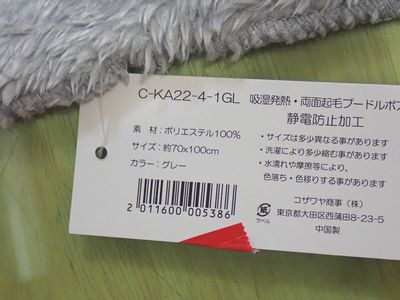 C-KA22-4-1GL 吸湿発熱・両面起毛プードルボ
静電防止加工
素 材：ポリエステル100%
サイズ：約70x100cm
カラー：グレー
・サイズは多少異なる事があります
・洗濯により多少縮む事があります
・水濡れや摩擦等により、
色落ち・色移りする事があります
2 011600 005386
紙
ラベル
コザワヤ商事（株）
東京都大田区西蒲田8-23-5
中国製